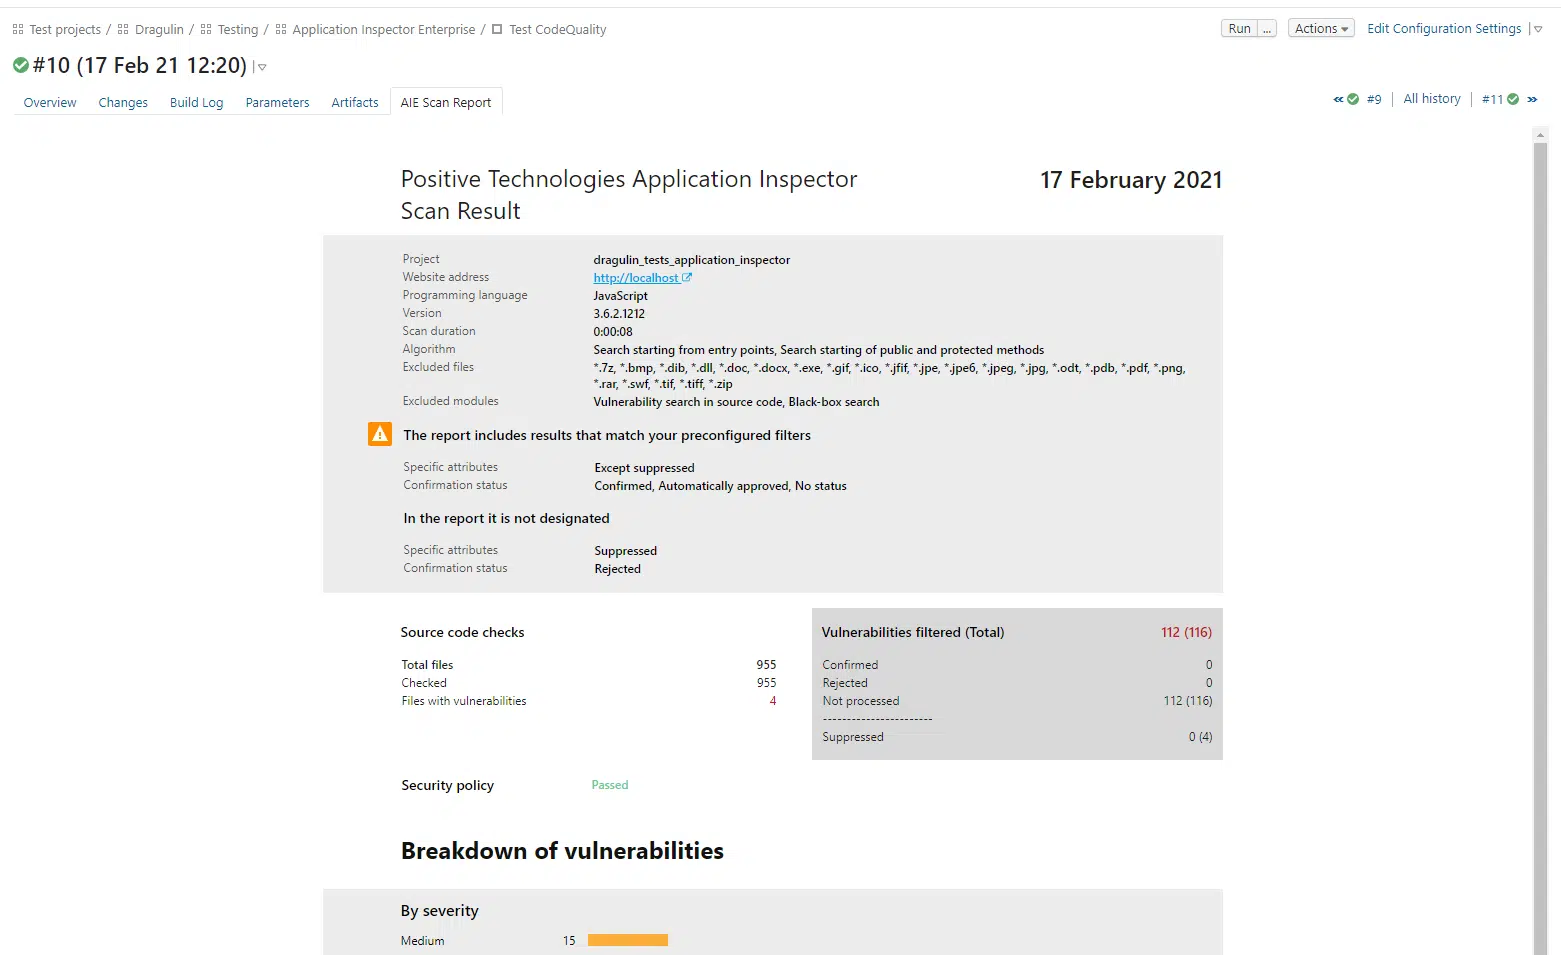 Test projects / Dragulin / Testing / Application Inspector Enterprise / Test CodeQuality
Run ... Actions Edit Configuration Settings
#10 (17 Feb 21 12:20)
Overview Changes Build Log Parameters Artifacts AIE Scan Report
#9 | All history | #11
Positive Technologies Application Inspector
Scan Result
17 February 2021
Project dragulin_tests_application_inspector
Website address http://localhost
Programming language JavaScript
Version 3.6.2.1212
Scan duration 0:00:08
Algorithm Search starting from entry points, Search starting of public and protected methods
Excluded files *.7z, *.bmp, *.dib, *.dll, *.doc, *.docx, *.exe, *.gif, *.ico, *.jfif, *.jpe, *.jpe6, *.jpeg, *.jpg, *.odt, *.pdb, *.pdf, *.png,
*.rar, *.swf, *.tif, *.tiff, *.zip
Excluded modules Vulnerability search in source code, Black-box search
The report includes results that match your preconfigured filters
Specific attributes Except suppressed
Confirmation status Confirmed, Automatically approved, No status
In the report it is not designated
Specific attributes Suppressed
Confirmation status Rejected
Source code checks
Total files 955
Checked 955
Files with vulnerabilities 4
Vulnerabilities filtered (Total) 112 (116)
Confirmed 0
Rejected 0
Not processed 112 (116)
-----------------------
Suppressed 0 (4)
Security policy Passed
Breakdown of vulnerabilities
By severity
Medium 15